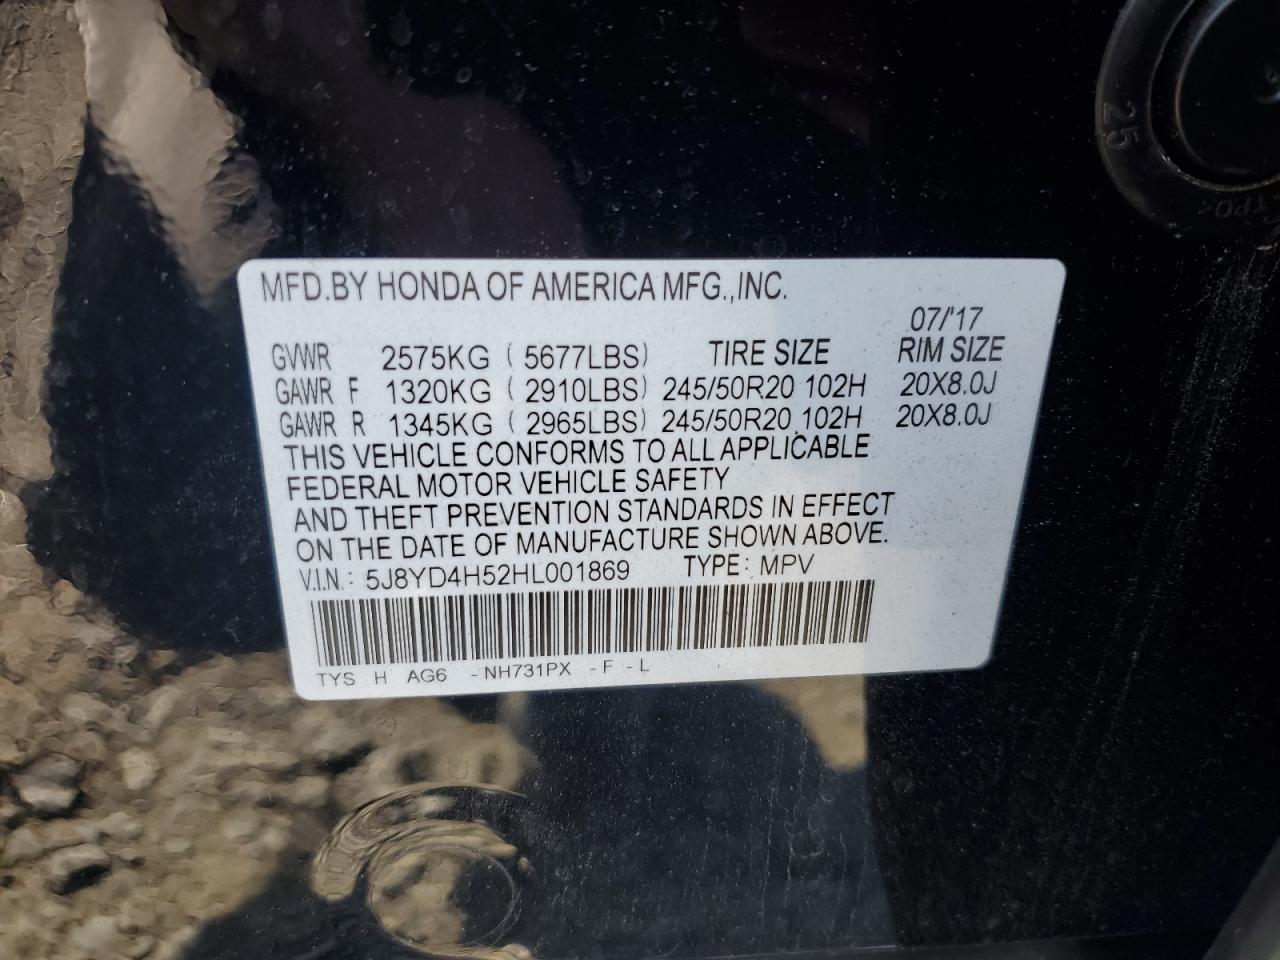 MFD.BY HONDA OF AMERICA MFG.,INC.
07/'17
GVWR 2575KG ( 5677LBS) TIRE SIZE RIM SIZE
GAWR F 1320KG ( 2910LBS) 245/50R20 102H 20X8.0J
GAWR R 1345KG ( 2965LBS) 245/50R20 102H 20X8.0J
THIS VEHICLE CONFORMS TO ALL APPLICABLE
FEDERAL MOTOR VEHICLE SAFETY
AND THEFT PREVENTION STANDARDS IN EFFECT
ON THE DATE OF MANUFACTURE SHOWN ABOVE.
V.I.N.: 5J8YD4H52HL001869 TYPE: MPV
TYS H AG6 -NH731PX -F -L
25